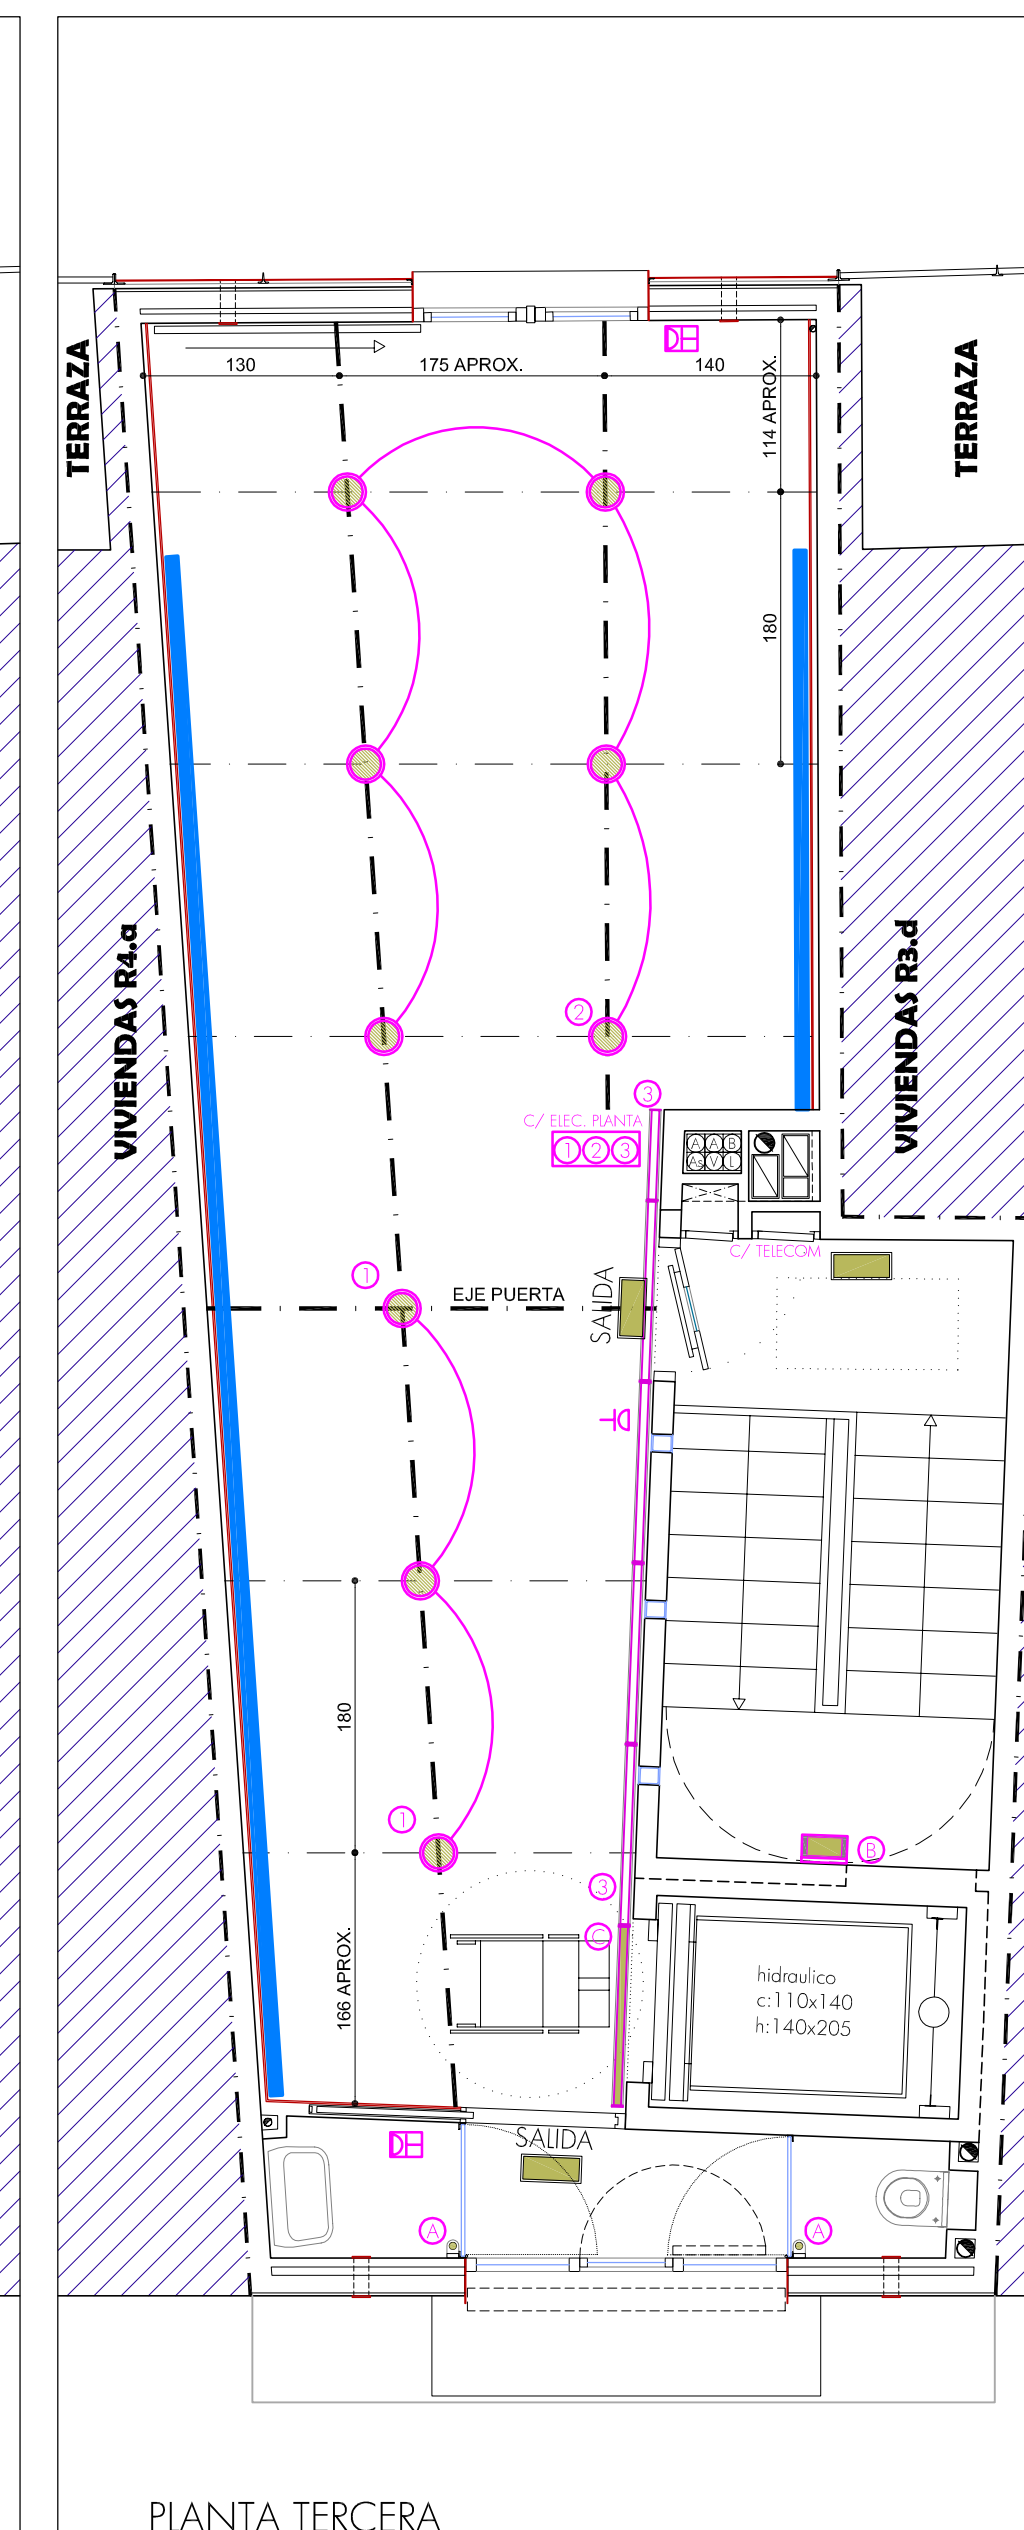 TERRAZA
TERRAZA
130
175 APROX.
140
114 APROX.
180
VIVIENDAS R4.a
VIVIENDAS R3.d
2
3
C/ ELEC. PLANTA
1 2 3
A A B
As V L
C/ TELECOM
1
EJE PUERTA
SALIDA
180
1
B
3
C
166 APROX.
hidraulico
c:110x140
h:140x205
SALIDA
A
A
PLANTA TERCERA